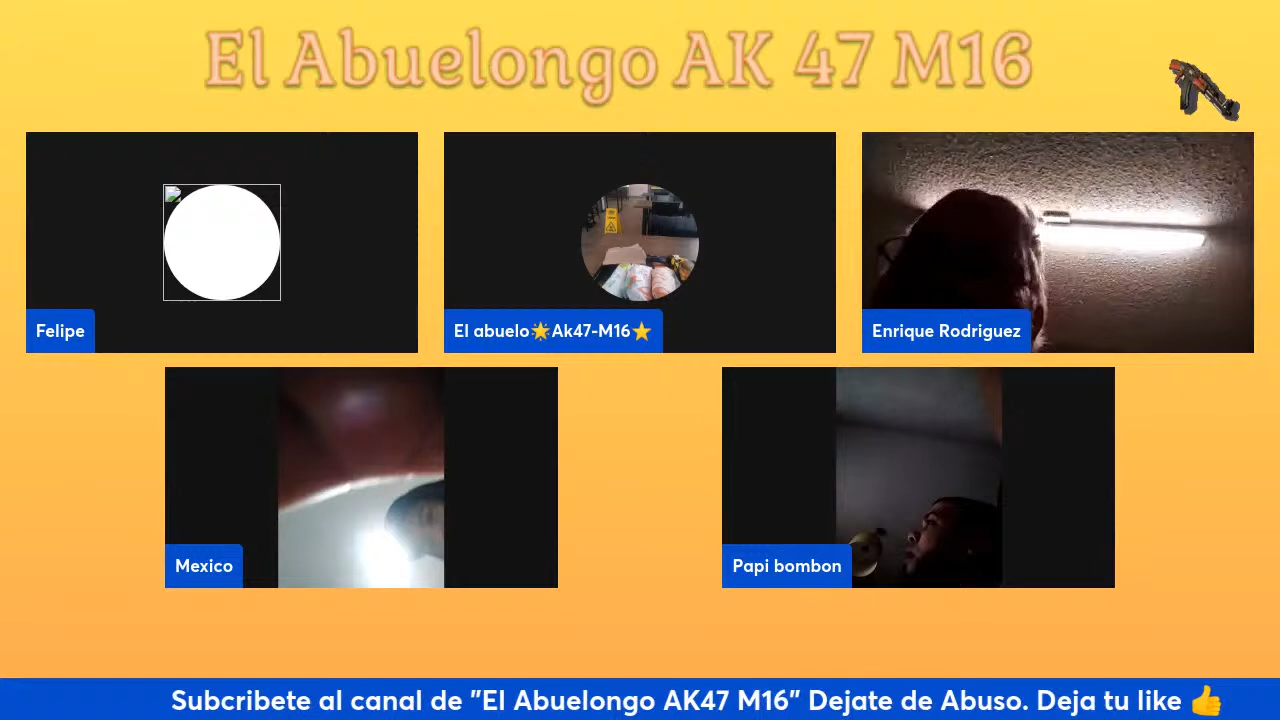 El Abuelongo AK 47 M16
Felipe
El abuelo🌟Ak47-M16⭐
Enrique Rodriguez
Mexico
Papi bombon
Subcribete al canal de "El Abuelongo AK47 M16" Dejate de Abuso. Deja tu like 👍